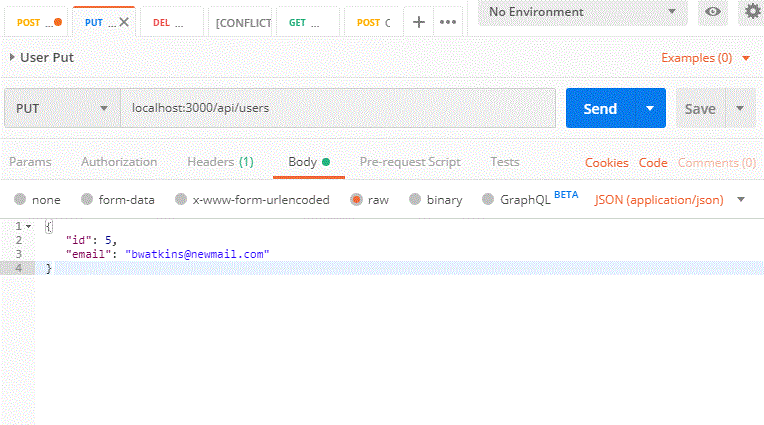 POST ... PUT ... DEL ... [CONFLICT GET ... POST C + ••• No Environment
User Put Examples (0)
PUT localhost:3000/api/users Send Save
Params Authorization Headers (1) Body Pre-request Script Tests Cookies Code Comments (0)
none form-data x-www-form-urlencoded raw binary GraphQL BETA JSON (application/json)
1 {
2 "id": 5,
3 "email": "bwatkins@newmail.com"
4 }